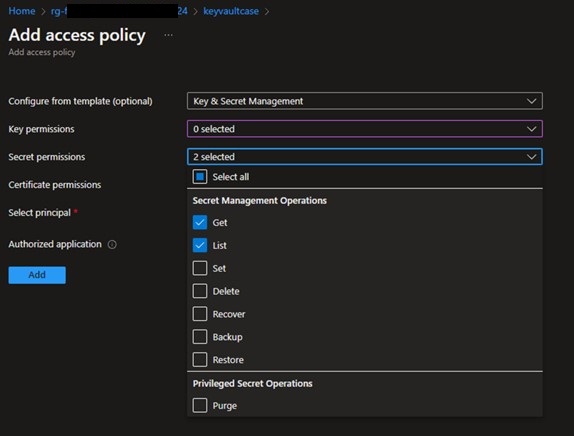 Home > rg-f 24 > keyvaultcase >
Add access policy ...
Add access policy
Configure from template (optional) Key & Secret Management
Key permissions 0 selected
Secret permissions 2 selected
Select all
Certificate permissions
Secret Management Operations
Select principal *
Get
Authorized application
List
Add
Set
Delete
Recover
Backup
Restore
Privileged Secret Operations
Purge